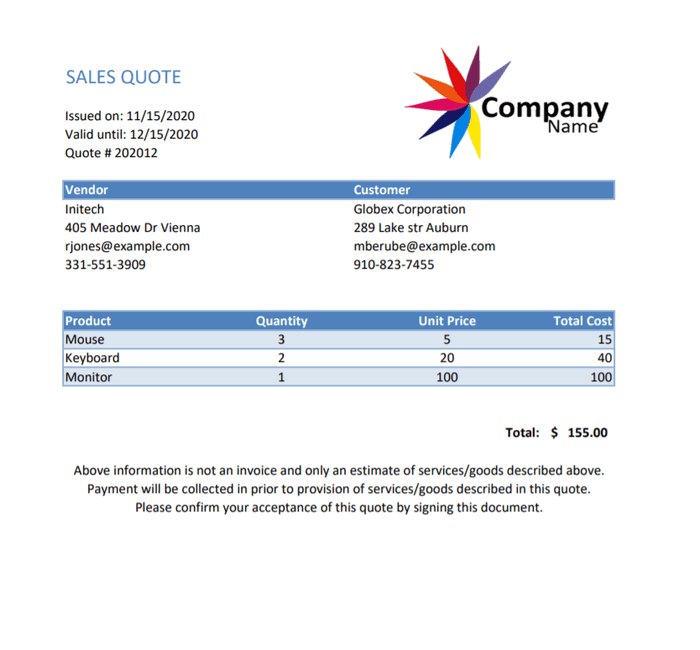 SALES QUOTE
Issued on: 11/15/2020
Valid until: 12/15/2020
Quote # 202012
Company
Name
Vendor Customer
Initech Globex Corporation
405 Meadow Dr Vienna 289 Lake str Auburn
rjones@example.com mberube@example.com
331-551-3909 910-823-7455
Product Quantity Unit Price Total Cost
Mouse 3 5 15
Keyboard 2 20 40
Monitor 1 100 100
Total: $ 155.00
Above information is not an invoice and only an estimate of services/goods described above.
Payment will be collected in prior to provision of services/goods described in this quote.
Please confirm your acceptance of this quote by signing this document.